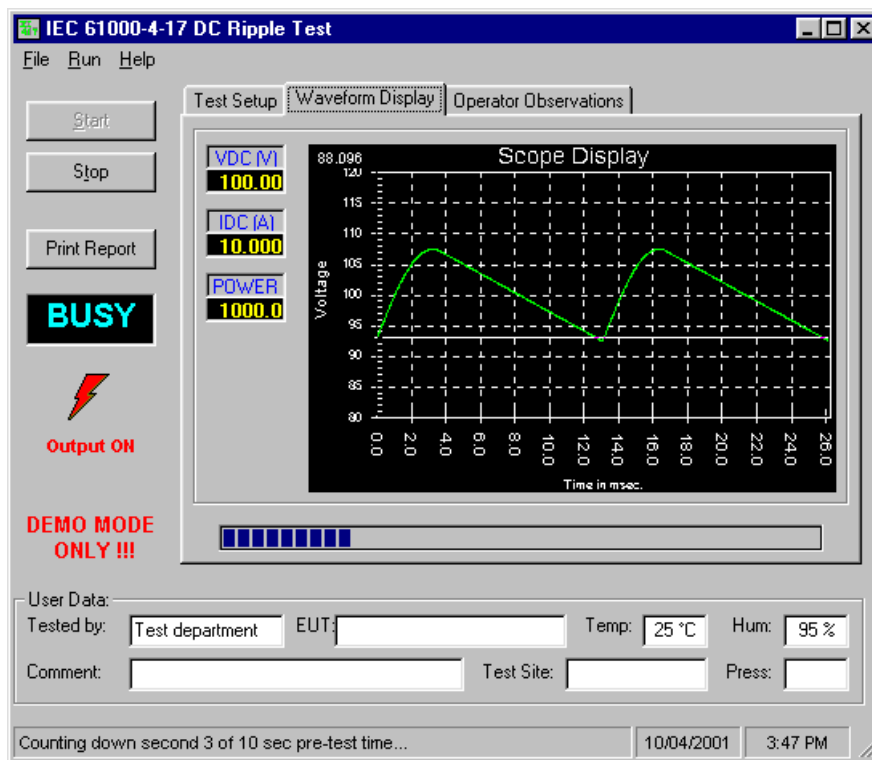 IEC 61000-4-17 DC Ripple Test
File Run Help
Start
Stop
Print Report
BUSY
Output ON
DEMO MODE
ONLY !!!
Test Setup Waveform Display Operator Observations
VDC (V)
100.00
IDC (A)
10.000
POWER
1000.0
88.096
Scope Display
120
115
110
105
100
95
90
85
80
Voltage
0.0 2.0 4.0 6.0 8.0 10.0 12.0 14.0 16.0 18.0 20.0 22.0 24.0 26.0
Time in msec.
User Data:
Tested by: Test department EUT: Temp: 25 °C Hum: 95 %
Comment: Test Site: Press:
Counting down second 3 of 10 sec pre-test time... 10/04/2001 3:47 PM